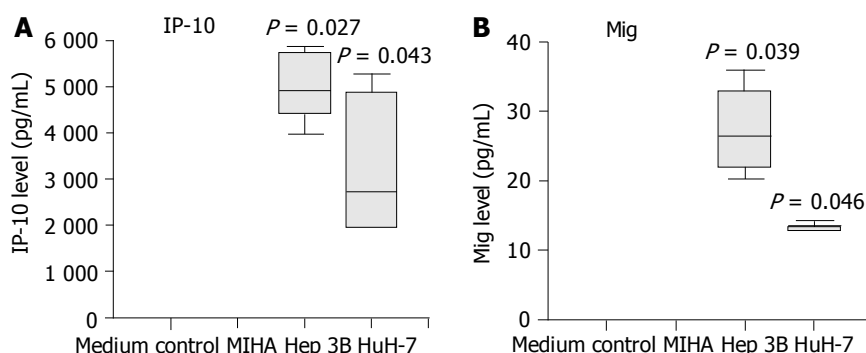 A
IP-10
IP-10 level (pg/mL)
6 000
5 000
4 000
3 000
2 000
1 000
0
P = 0.027
P = 0.043
Medium control MIHA Hep 3B HuH-7
B
Mig
Mig level (pg/mL)
40
30
20
10
0
P = 0.039
P = 0.046
Medium control MIHA Hep 3B HuH-7